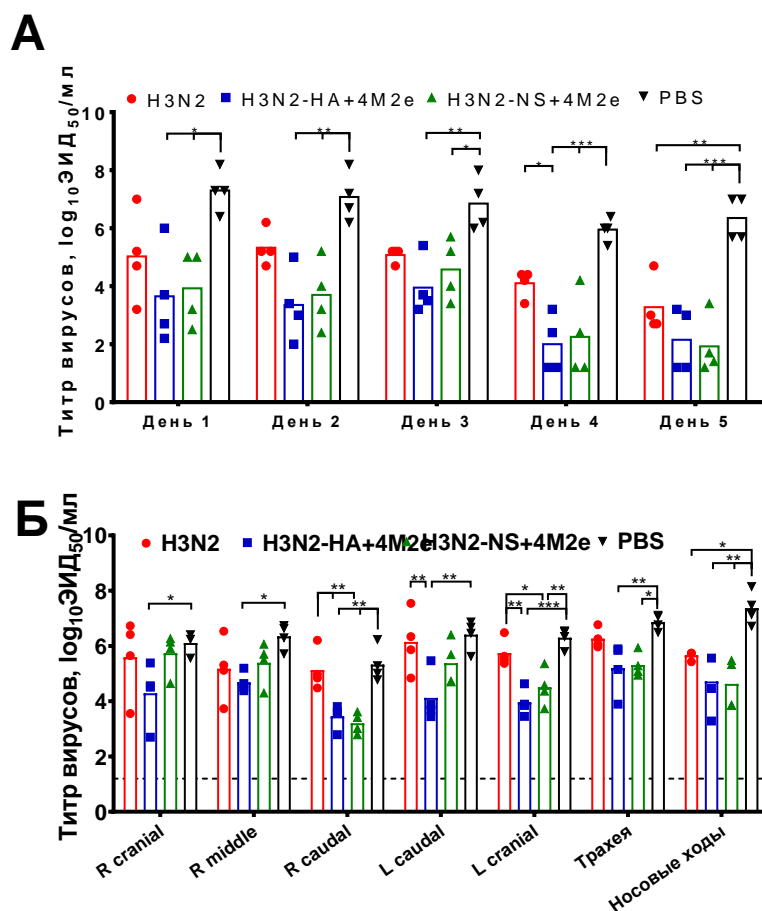 А
H3N2 H3N2-HA+4M2e H3N2-NS+4M2e PBS
Титр вирусов, log10ЭИД50/мл
10
8
6
4
2
0
* ** ** * * *** ** ***
День 1 День 2 День 3 День 4 День 5
Б
H3N2 H3N2-HA+4M2e H3N2-NS+4M2e PBS
Титр вирусов, log10ЭИД50/мл
10
8
6
4
2
0
* * ** ** ** ** * ** ** *** ** * * **
R cranial R middle R caudal L caudal L cranial Трахея Носовые ходы